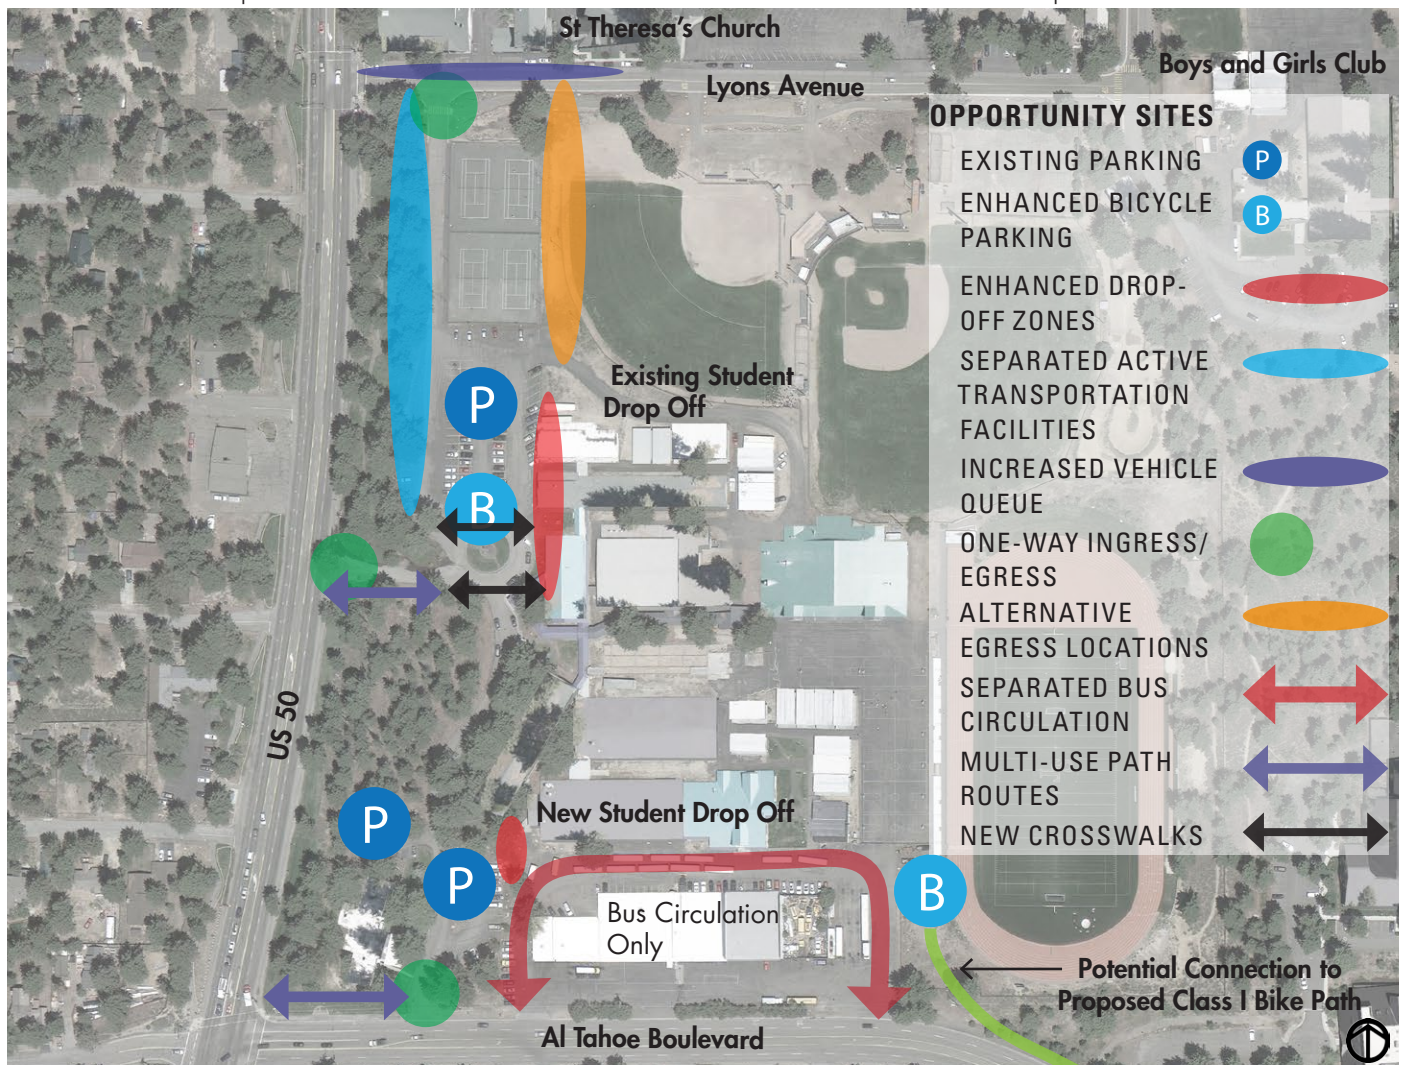 St Theresa's Church
Lyons Avenue
Boys and Girls Club
OPPORTUNITY SITES
EXISTING PARKING
P
ENHANCED BICYCLE
PARKING
B
ENHANCED DROP-
OFF ZONES
SEPARATED ACTIVE
TRANSPORTATION
FACILITIES
INCREASED VEHICLE
QUEUE
ONE-WAY INGRESS/
EGRESS
ALTERNATIVE
EGRESS LOCATIONS
SEPARATED BUS
CIRCULATION
MULTI-USE PATH
ROUTES
NEW CROSSWALKS
Existing Student
Drop Off
P
B
US 50
New Student Drop Off
P
P
B
Bus Circulation
Only
Potential Connection to
Proposed Class I Bike Path
Al Tahoe Boulevard